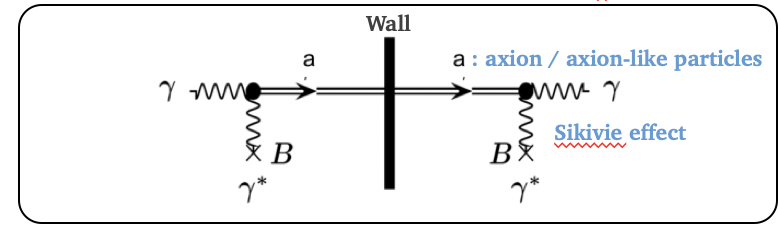 Wall
a a : axion / axion-like particles
γ γ
B B Sikivie effect
γ* γ*